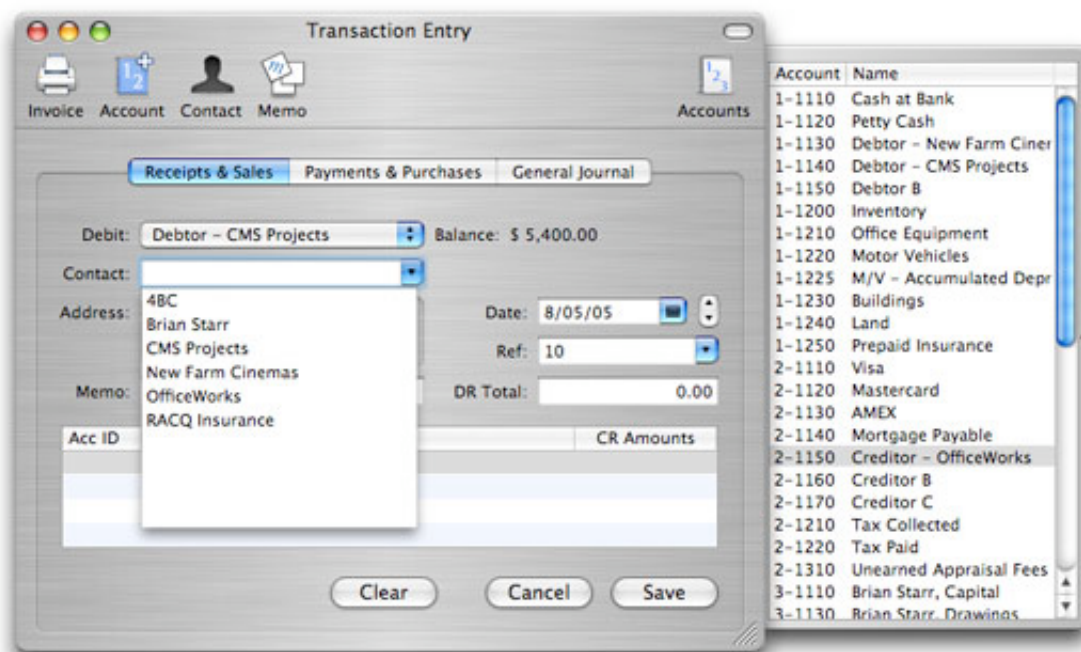 Transaction Entry
Invoice Account Contact Memo Accounts
Receipts & Sales Payments & Purchases General Journal
Debit: Debtor – CMS Projects Balance: $ 5,400.00
Contact:
4BC
Address:
Brian Starr
Date: 8/05/05
CMS Projects
Ref: 10
New Farm Cinemas
Memo:
OfficeWorks
DR Total: 0.00
RACQ Insurance
Acc ID CR Amounts
Clear Cancel Save
Account Name
1-1110 Cash at Bank
1-1120 Petty Cash
1-1130 Debtor – New Farm Ciner
1-1140 Debtor – CMS Projects
1-1150 Debtor B
1-1200 Inventory
1-1210 Office Equipment
1-1220 Motor Vehicles
1-1225 M/V – Accumulated Depr
1-1230 Buildings
1-1240 Land
1-1250 Prepaid Insurance
2-1110 Visa
2-1120 Mastercard
2-1130 AMEX
2-1140 Mortgage Payable
2-1150 Creditor – OfficeWorks
2-1160 Creditor B
2-1170 Creditor C
2-1210 Tax Collected
2-1220 Tax Paid
2-1310 Unearned Appraisal Fees
3-1110 Brian Starr, Capital
3-1130 Brian Starr, Drawings